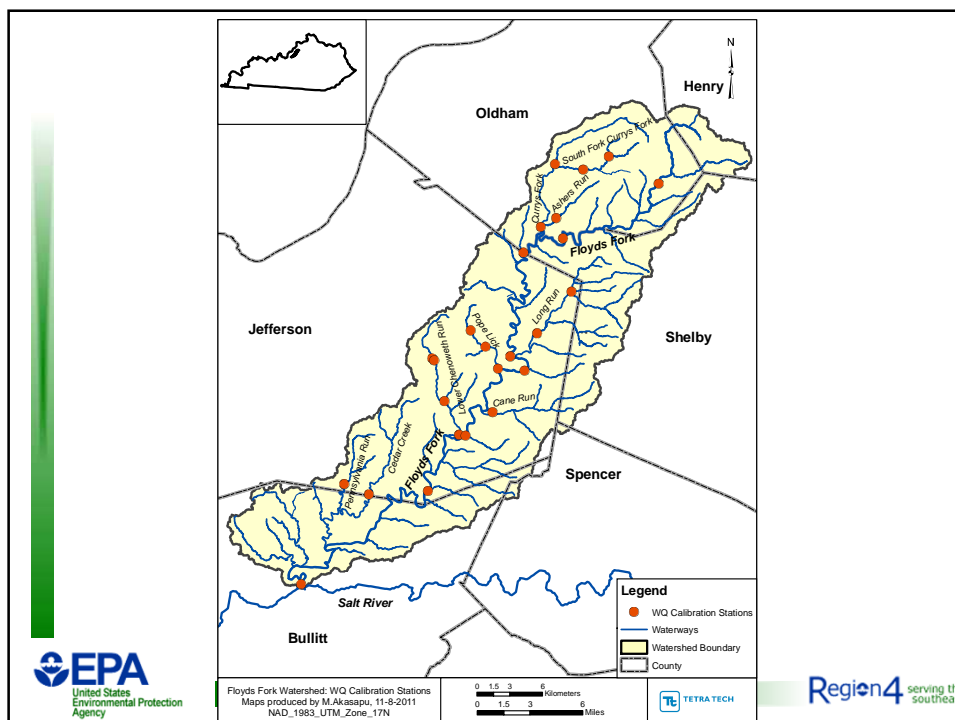 N
Henry
Oldham
South Fork Currys Fork
Currys Fork
Ashers Run
Floyds Fork
Long Run
Jefferson
Pope Lick
Shelby
Lower Chenoweth Run
Cane Run
Cedar Creek
Floyds Fork
Pennsylvania Run
Spencer
Salt River
Bullitt
Legend
WQ Calibration Stations
Waterways
Watershed Boundary
County
EPA
United States
Environmental Protection
Agency
Floyds Fork Watershed: WQ Calibration Stations
Maps produced by M.Akasapu, 11-8-2011
NAD_1983_UTM_Zone_17N
0 1.5 3 6
Kilometers
0 1.5 3 6
Miles
Tt TETRA TECH
Region4 serving th
southea